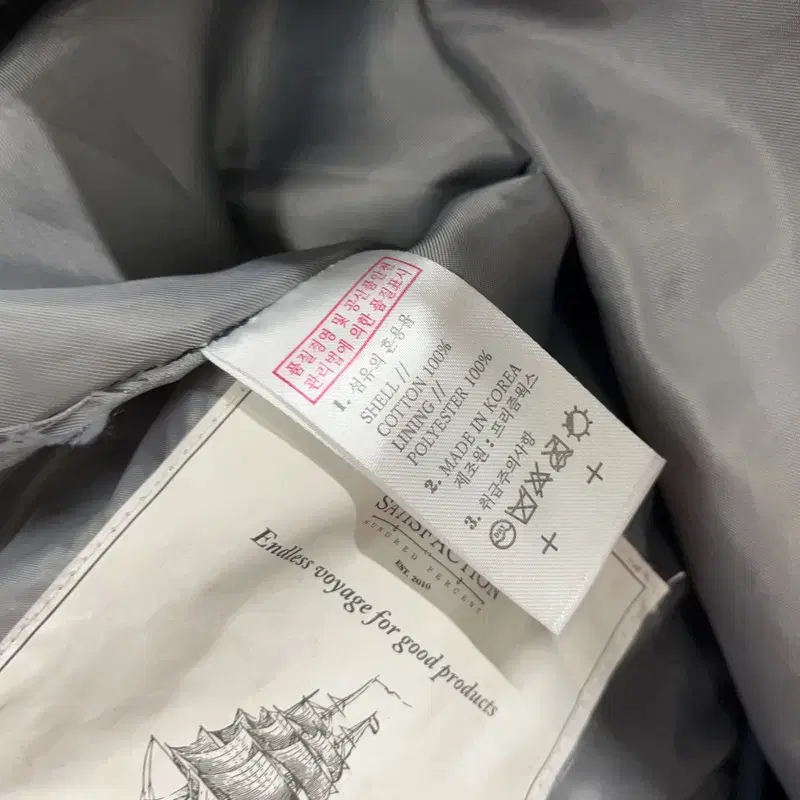 품질경영 및 공산품안전
관리법에 의한 품질표시
1. 섬유의 혼용율
SHELL //
COTTON 100%
LINING //
POLYESTER 100%
2. MADE IN KOREA
제조원 : 프리즘웍스
3. 취급주의사항
SATISFACTION
HUNDRED PERCENT
EST. 2010
Endless voyage for good products